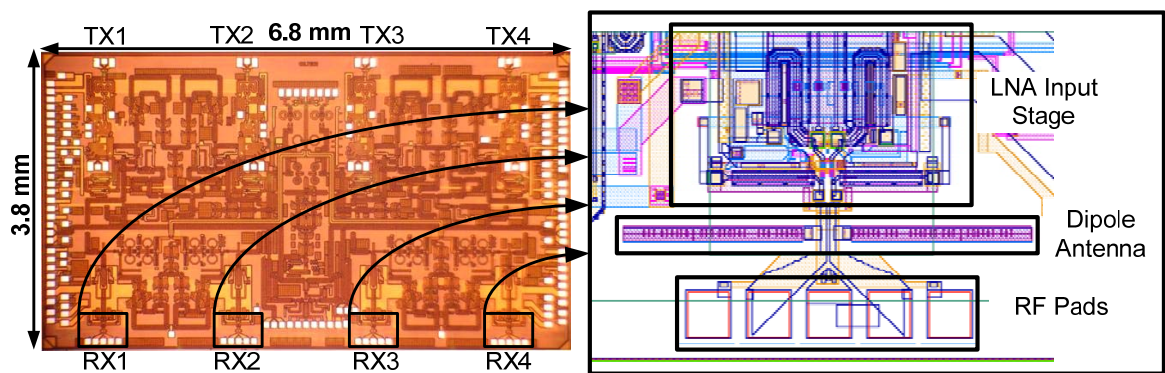 TX1 TX2 TX3 TX4
6.8 mm
3.8 mm
RX1 RX2 RX3 RX4
LNA Input
Stage
Dipole
Antenna
RF Pads